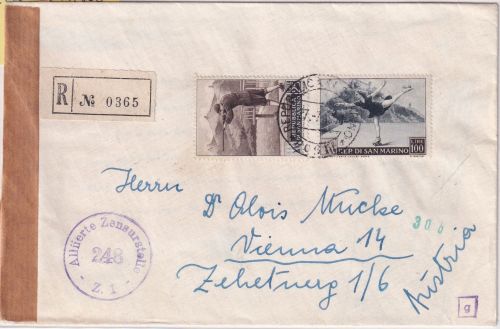 R № 0365
LIRE
100
REP. DI SAN MARINO
Herrn
Dr Alois Mucke
Vienna 14
Zehetnerg 1/6
Austria
306
Alliierte Zensurstelle
248
- Z. 1 -
g